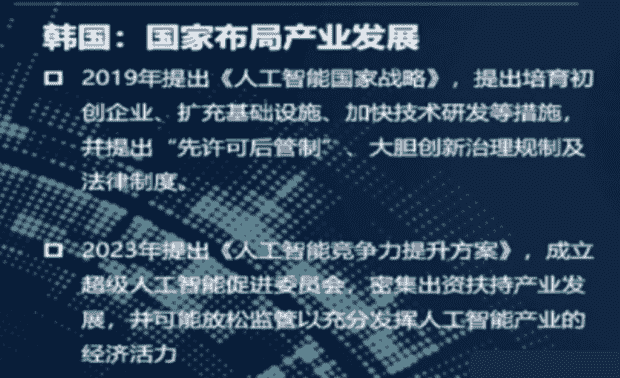 韩国：国家布局产业发展
2019年提出《人工智能国家战略》，提出培育初
创企业、扩充基础设施、加快技术研发等措施，
并提出“先许可后管制”、大胆创新治理规制及
法律制度。
2023年提出《人工智能竞争力提升方案》，成立
超级人工智能促进委员会，密集出资扶持产业发
展，并可能放松监管以充分发挥人工智能产业的
经济活力